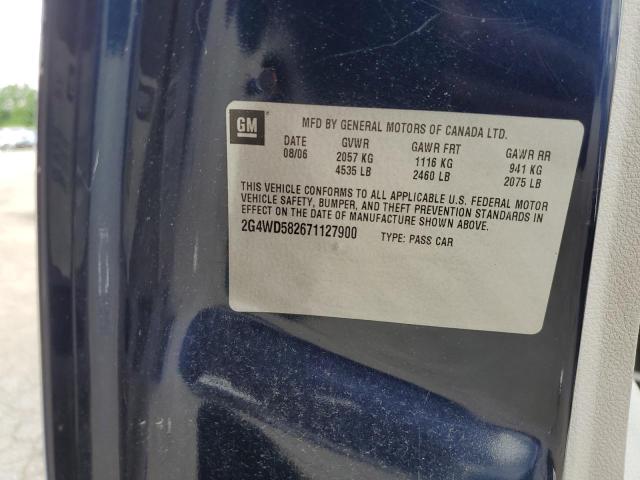 GM
MFD BY GENERAL MOTORS OF CANADA LTD.
DATE GVWR GAWR FRT GAWR RR
08/06 2057 KG 1116 KG 941 KG
4535 LB 2460 LB 2075 LB
THIS VEHICLE CONFORMS TO ALL APPLICABLE U.S. FEDERAL MOTOR
VEHICLE SAFETY, BUMPER, AND THEFT PREVENTION STANDARDS IN
EFFECT ON THE DATE OF MANUFACTURE SHOWN ABOVE.
2G4WD582671127900 TYPE: PASS CAR